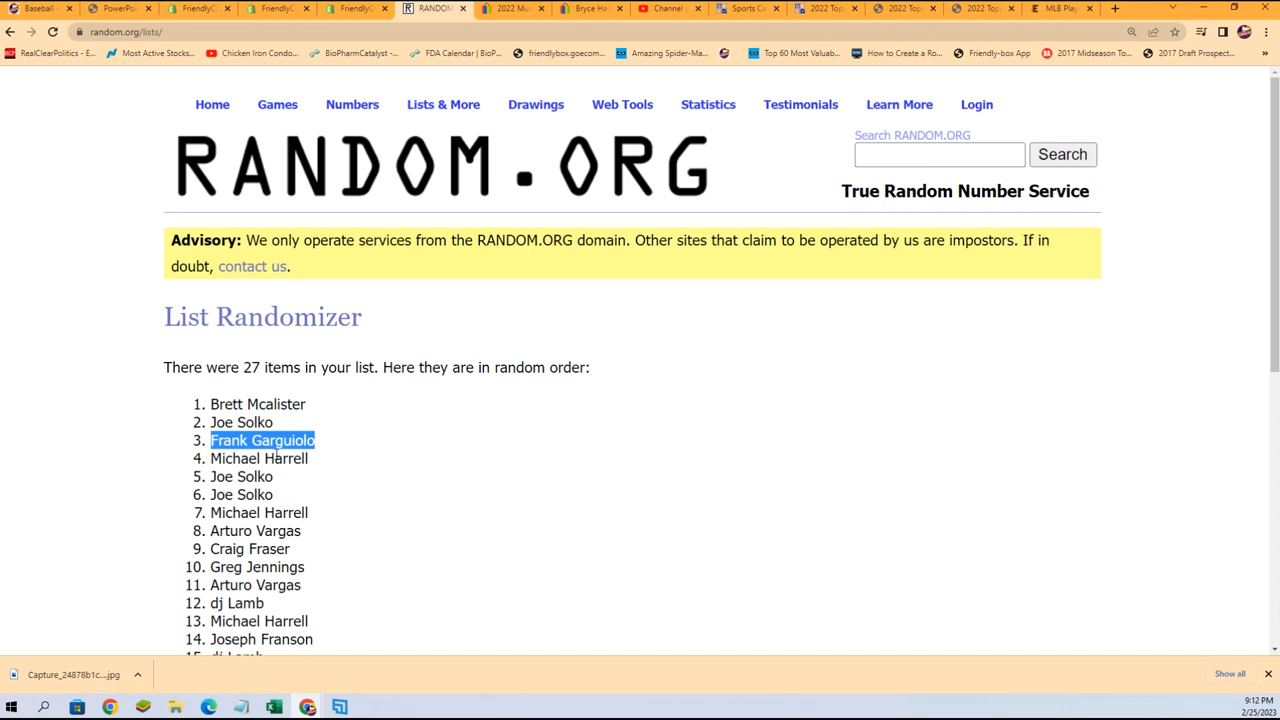 Baseball -
PowerPoin
FriendlyC
FriendlyC
FriendlyC
RANDOM
2022 Mu
Bryce Ha
Channel c
Sports Ca
2022 Topp
2022 Top
2022 Top
MLB Play
random.org/lists/
RealClearPolitics - E...
Most Active Stocks...
Chicken Iron Condo...
BioPharmCatalyst -...
FDA Calendar | BioP...
friendlybox.goecom...
Amazing Spider-Ma...
Top 60 Most Valuab...
How to Create a Ro...
Friendly-box App
2017 Midseason To...
2017 Draft Prospect...
»
Home
Games
Numbers
Lists & More
Drawings
Web Tools
Statistics
Testimonials
Learn More
Login
RANDOM.ORG
Search RANDOM.ORG
Search
True Random Number Service
Advisory: We only operate services from the RANDOM.ORG domain. Other sites that claim to be operated by us are impostors. If in
doubt, contact us.
List Randomizer
There were 27 items in your list. Here they are in random order:
1. Brett Mcalister
2. Joe Solko
3. Frank Garguiolo
4. Michael Harrell
5. Joe Solko
6. Joe Solko
7. Michael Harrell
8. Arturo Vargas
9. Craig Fraser
10. Greg Jennings
11. Arturo Vargas
12. dj Lamb
13. Michael Harrell
14. Joseph Franson
15. dj Lamb
Capture_24878b1c....jpg
Show all
9:12 PM
2/25/2023